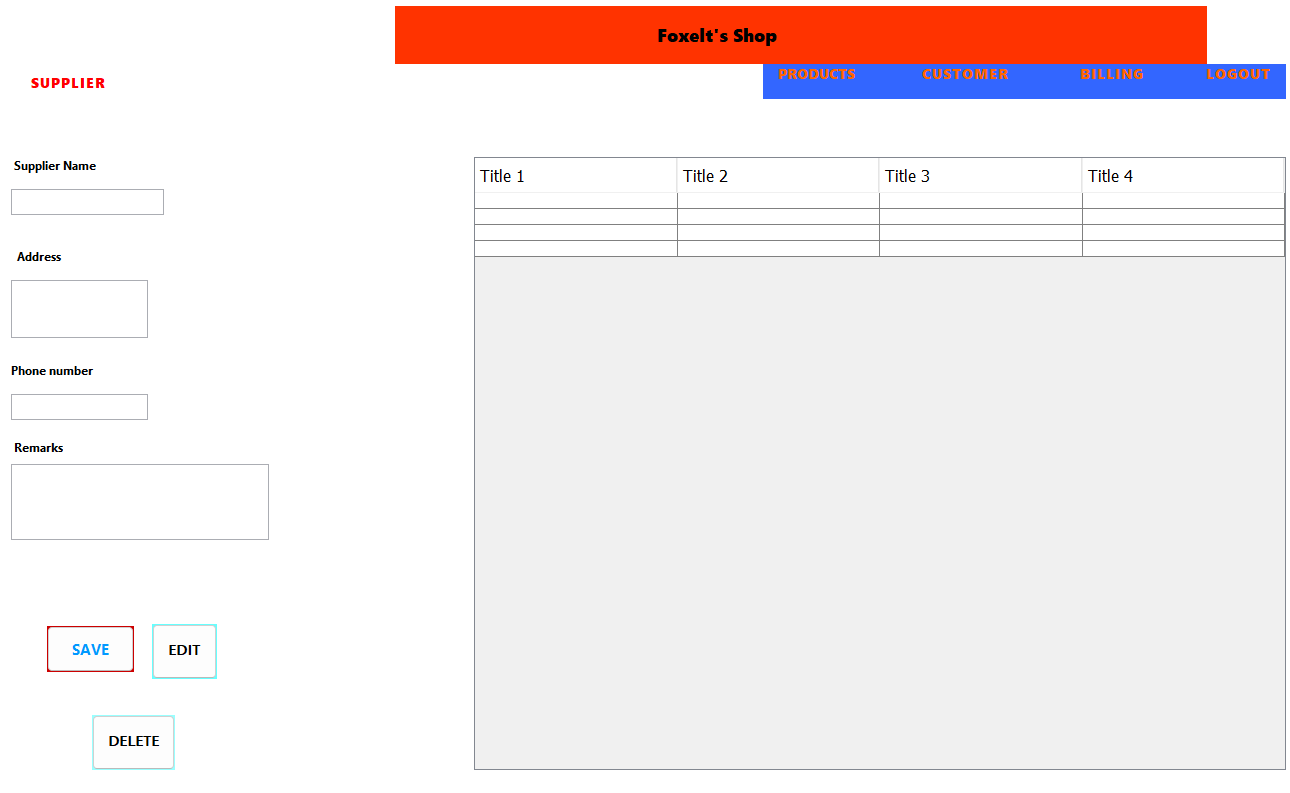 Foxelt's Shop
PRODUCTS CUSTOMER BILLING LOGOUT
SUPPLIER
Supplier Name
Address
Phone number
Remarks
SAVE EDIT
DELETE
Title 1 Title 2 Title 3 Title 4